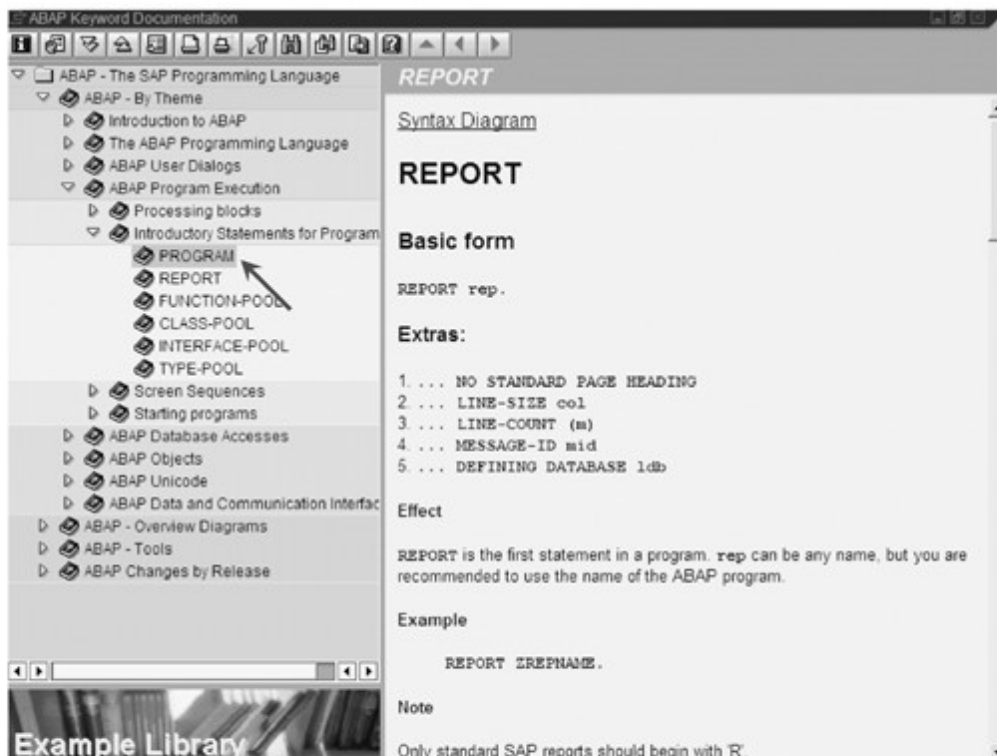 ABAP Keyword Documentation
ABAP - The SAP Programming Language
ABAP - By Theme
Introduction to ABAP
The ABAP Programming Language
ABAP User Dialogs
ABAP Program Execution
Processing blocks
Introductory Statements for Program
PROGRAM
REPORT
FUNCTION-POOL
CLASS-POOL
INTERFACE-POOL
TYPE-POOL
Screen Sequences
Starting programs
ABAP Database Accesses
ABAP Objects
ABAP Unicode
ABAP Data and Communication Interfac
ABAP - Overview Diagrams
ABAP - Tools
ABAP Changes by Release
Example Library
REPORT
Syntax Diagram
REPORT
Basic form
REPORT rep.
Extras:
1. ... NO STANDARD PAGE HEADING
2. ... LINE-SIZE col
3. ... LINE-COUNT (m)
4. ... MESSAGE-ID mid
5. ... DEFINING DATABASE ldb
Effect
REPORT is the first statement in a program. rep can be any name, but you are
recommended to use the name of the ABAP program.
Example
REPORT ZREPNAME.
Note
Only standard SAP reports should begin with 'R'.